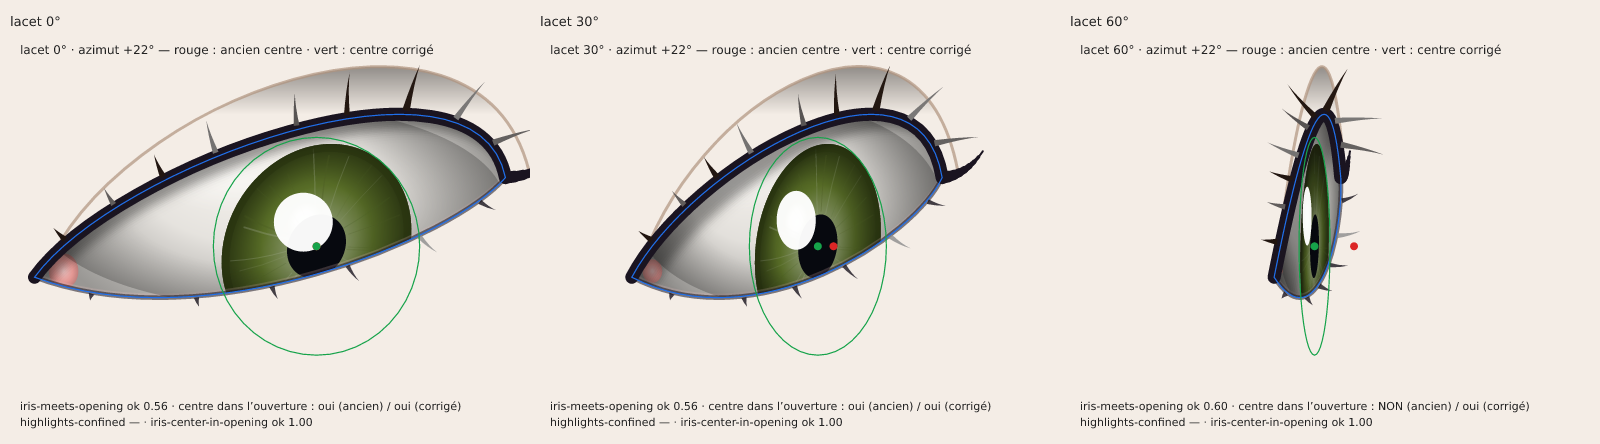 lacet 0°
lacet 0° · azimut +22° — rouge : ancien centre · vert : centre corrigé
iris-meets-opening ok 0.56 · centre dans l’ouverture : oui (ancien) / oui (corrigé)
highlights-confined — · iris-center-in-opening ok 1.00
lacet 30°
lacet 30° · azimut +22° — rouge : ancien centre · vert : centre corrigé
iris-meets-opening ok 0.56 · centre dans l’ouverture : oui (ancien) / oui (corrigé)
highlights-confined — · iris-center-in-opening ok 1.00
lacet 60°
lacet 60° · azimut +22° — rouge : ancien centre · vert : centre corrigé
iris-meets-opening ok 0.60 · centre dans l’ouverture : NON (ancien) / oui (corrigé)
highlights-confined — · iris-center-in-opening ok 1.00